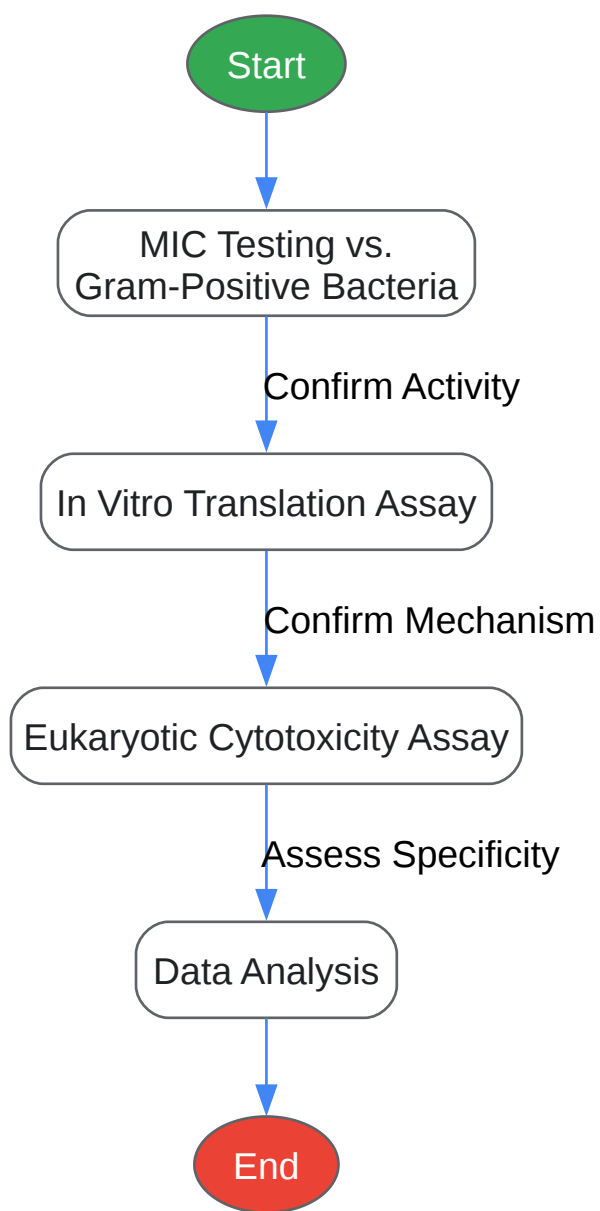 Start
MIC Testing vs.
Gram-Positive Bacteria
Confirm Activity
In Vitro Translation Assay
Confirm Mechanism
Eukaryotic Cytotoxicity Assay
Assess Specificity
Data Analysis
End